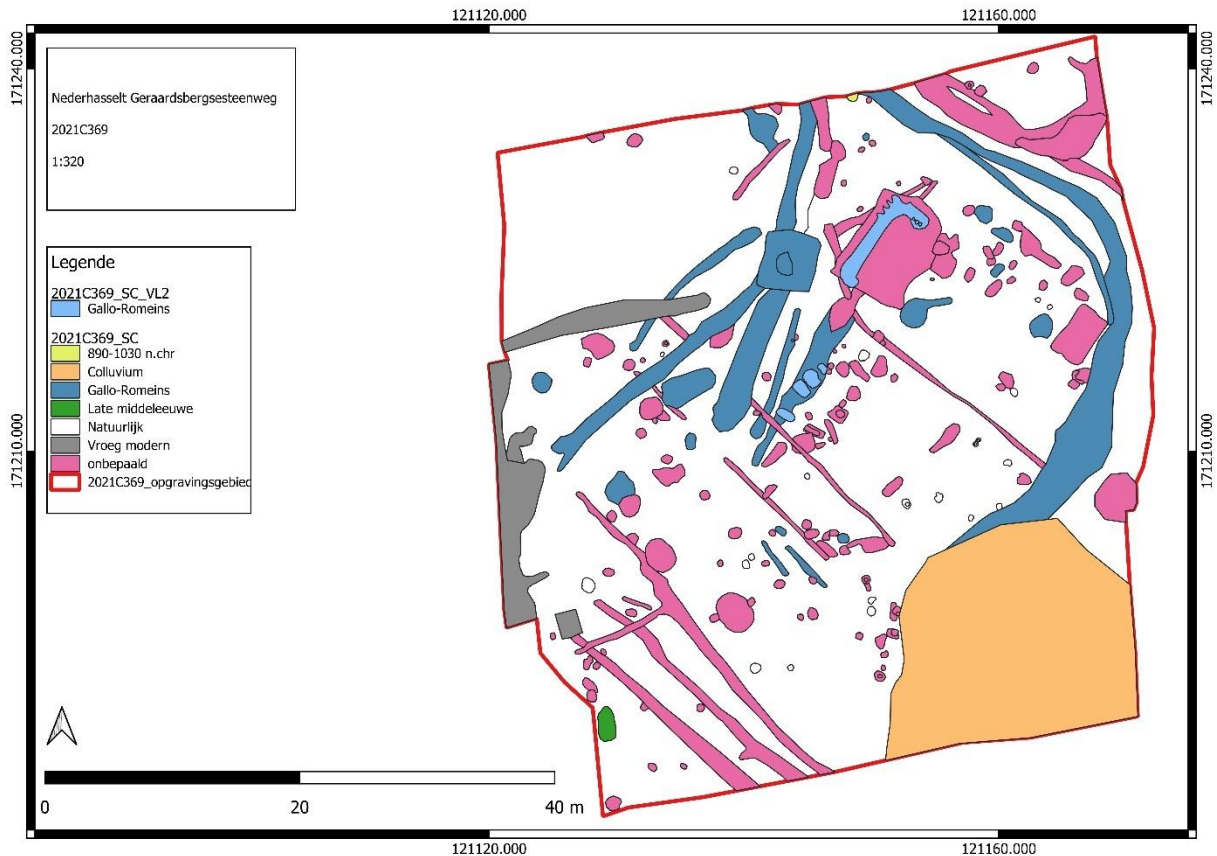 121120.000
121160.000
171240.000
171240.000
Nederhasselt Geraardsbergsesteenweg
2021C369
1:320
Legende
2021C369_SC_VL2
Gallo-Romeins
2021C369_SC
890-1030 n.chr
Colluvium
Gallo-Romeins
Late middeleeuwe
Natuurlijk
Vroeg modern
onbepaald
2021C369_opgravingsgebied
171210.000
171210.000
0
20
40 m
121120.000
121160.000